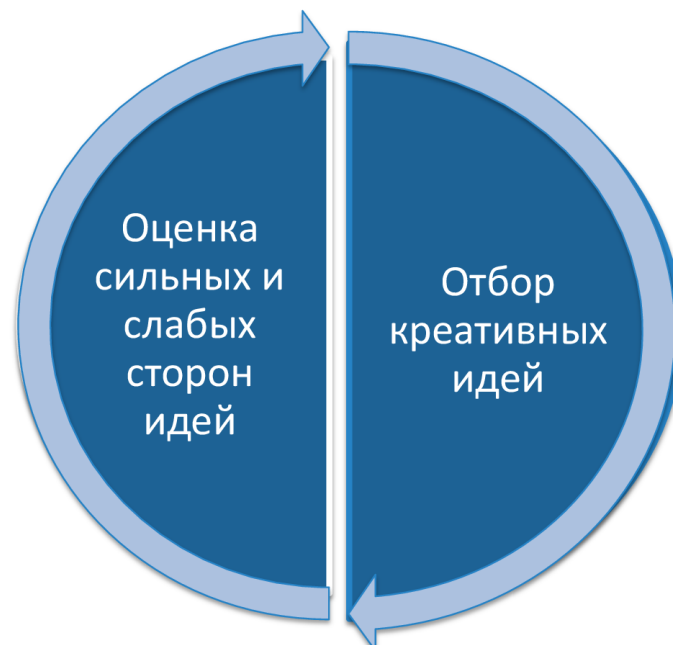 Оценка
сильных и
слабых
сторон
идей
Отбор
креативных
идей